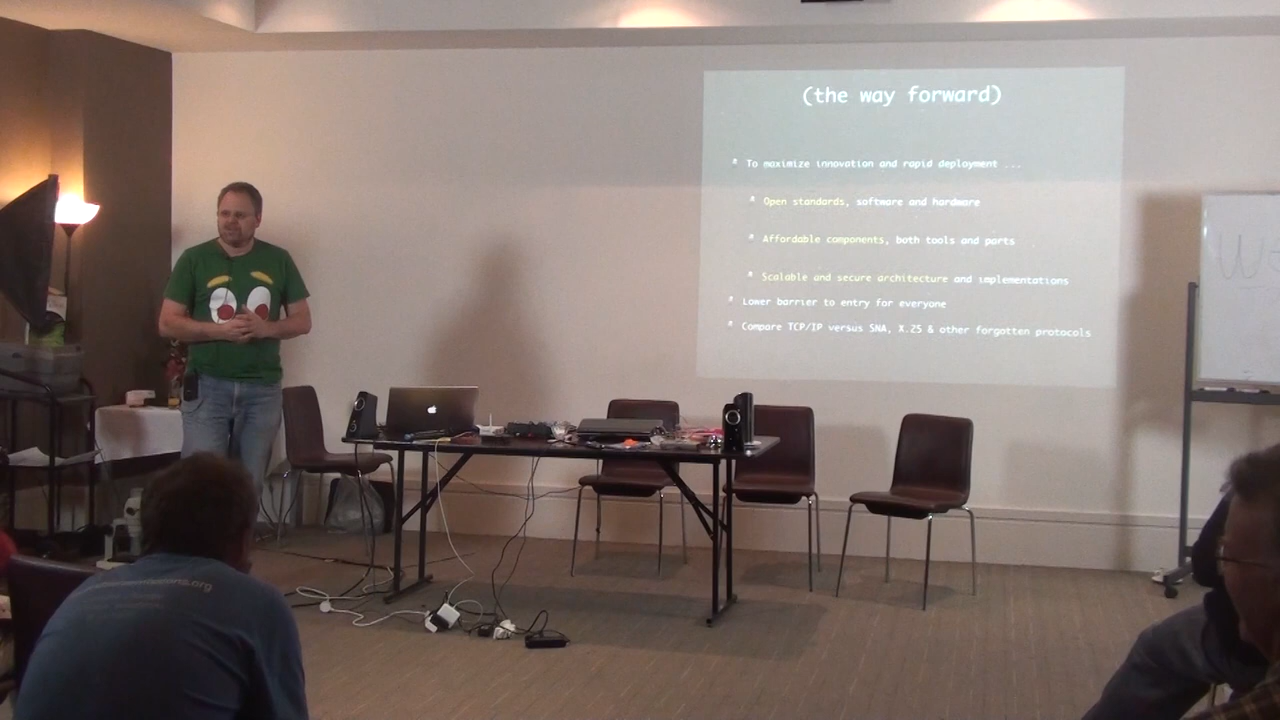 (the way forward)
To maximize innovation and rapid deployment ...
Open standards, software and hardware
Affordable components, both tools and parts
Scalable and secure architecture and implementations
Lower barrier to entry for everyone
Compare TCP/IP versus SNA, X.25 & other forgotten protocols